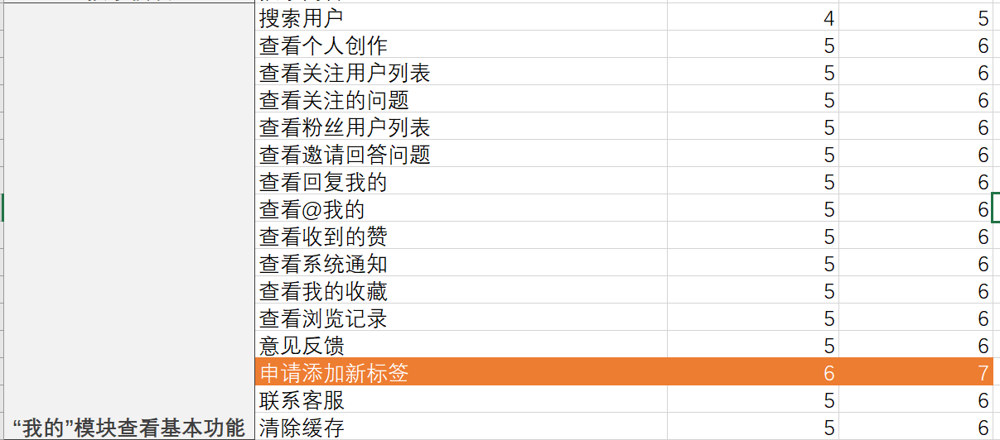 搜索用户 4 5
查看个人创作 5 6
查看关注用户列表 5 6
查看关注的问题 5 6
查看粉丝用户列表 5 6
查看邀请回答问题 5 6
查看回复我的 5 6
查看@我的 5 6
查看收到的赞 5 6
查看系统通知 5 6
查看我的收藏 5 6
查看浏览记录 5 6
意见反馈 5 6
申请添加新标签 6 7
联系客服 5 6
“我的”模块查看基本功能 清除缓存 5 6